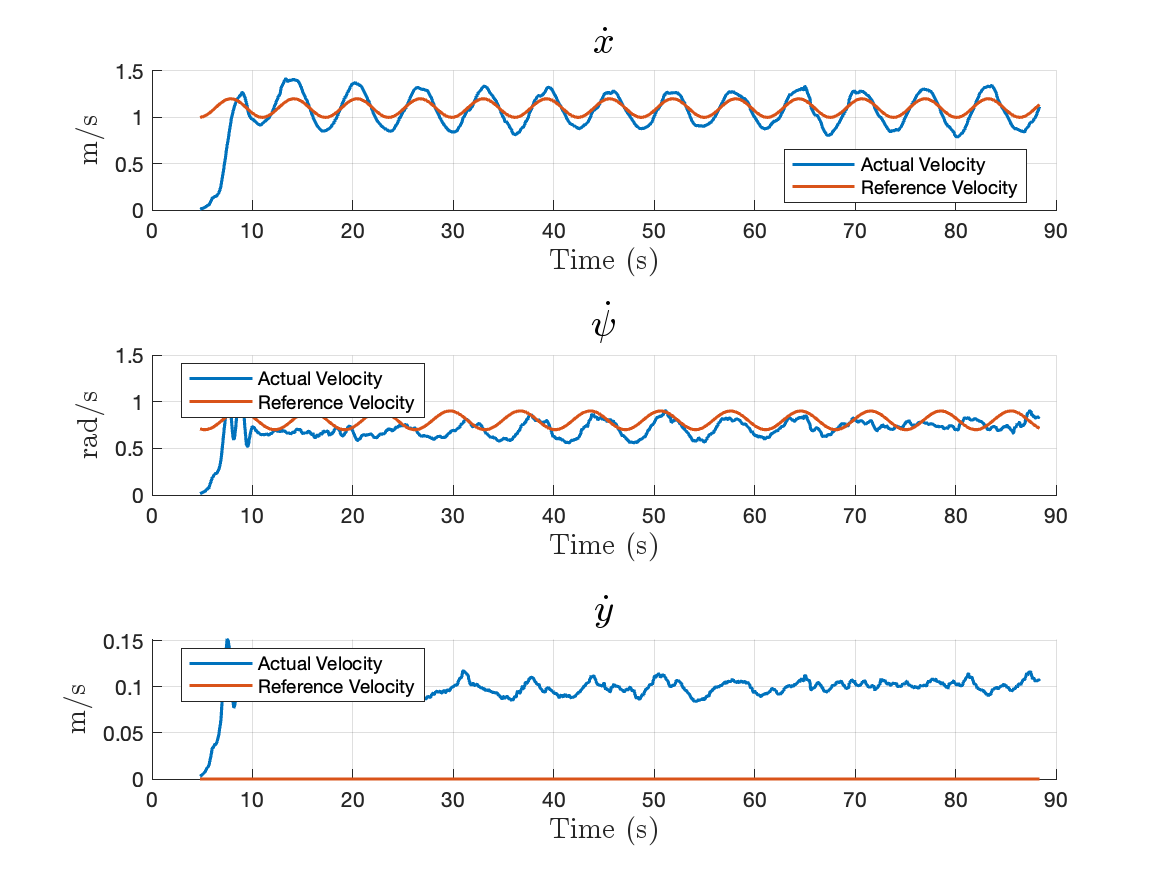 ẋ
1.5
1
0.5
0
m/s
Actual Velocity
Reference Velocity
0 10 20 30 40 50 60 70 80 90
Time (s)
ψ̇
1.5
1
0.5
0
rad/s
Actual Velocity
Reference Velocity
0 10 20 30 40 50 60 70 80 90
Time (s)
ẏ
0.15
0.1
0.05
0
m/s
Actual Velocity
Reference Velocity
0 10 20 30 40 50 60 70 80 90
Time (s)